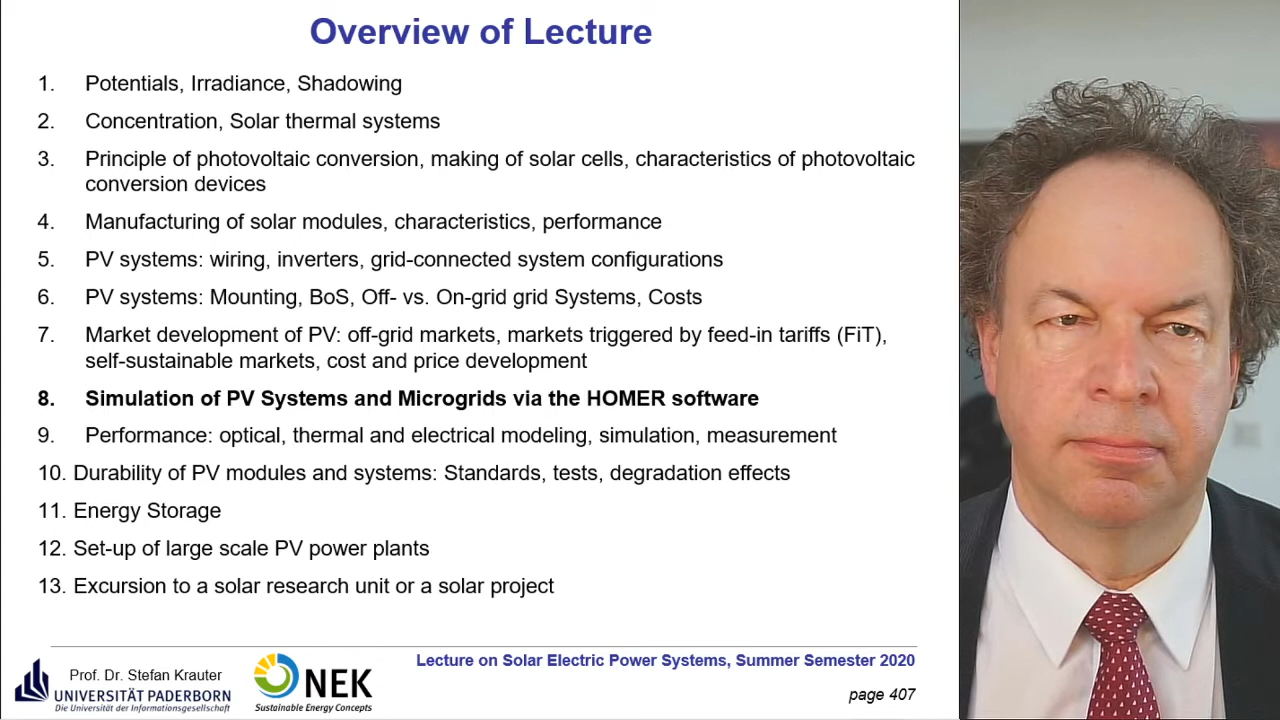 Overview of Lecture
1. Potentials, Irradiance, Shadowing
2. Concentration, Solar thermal systems
3. Principle of photovoltaic conversion, making of solar cells, characteristics of photovoltaic
conversion devices
4. Manufacturing of solar modules, characteristics, performance
5. PV systems: wiring, inverters, grid-connected system configurations
6. PV systems: Mounting, BoS, Off- vs. On-grid grid Systems, Costs
7. Market development of PV: off-grid markets, markets triggered by feed-in tariffs (FiT),
self-sustainable markets, cost and price development
8. Simulation of PV Systems and Microgrids via the HOMER software
9. Performance: optical, thermal and electrical modeling, simulation, measurement
10. Durability of PV modules and systems: Standards, tests, degradation effects
11. Energy Storage
12. Set-up of large scale PV power plants
13. Excursion to a solar research unit or a solar project
Prof. Dr. Stefan Krauter
UNIVERSITÄT PADERBORN
Die Universität der Informationsgesellschaft
NEK
Sustainable Energy Concepts
Lecture on Solar Electric Power Systems, Summer Semester 2020
page 407